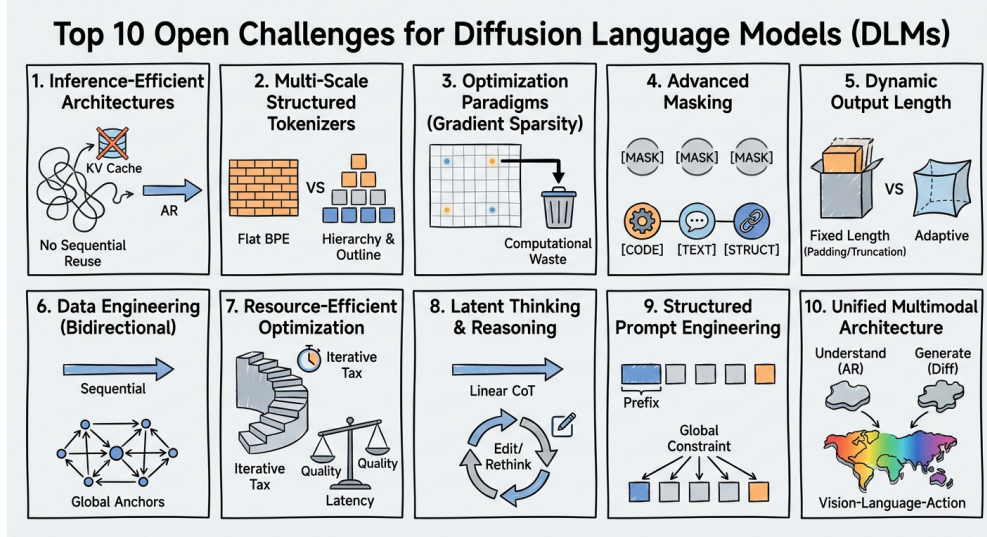 Top 10 Open Challenges for Diffusion Language Models (DLMs)
1. Inference-Efficient
Architectures
KV Cache
AR
No Sequential
Reuse
2. Multi-Scale
Structured
Tokenizers
VS
Flat BPE
Hierarchy &
Outline
3. Optimization
Paradigms
(Gradient Sparsity)
Computational
Waste
4. Advanced
Masking
[MASK] [MASK] [MASK]
[CODE] [TEXT] [STRUCT]
5. Dynamic
Output Length
VS
Fixed Length
(Padding/Truncation)
Adaptive
6. Data Engineering
(Bidirectional)
Sequential
Global Anchors
7. Resource-Efficient
Optimization
Iterative
Tax
Iterative
Tax
Quality
Quality
Latency
8. Latent Thinking
& Reasoning
Linear CoT
Edit/
Rethink
9. Structured
Prompt Engineering
Prefix
Global
Constraint
10. Unified Multimodal
Architecture
Understand
(AR)
Generate
(Diff)
Vision-Language-Action